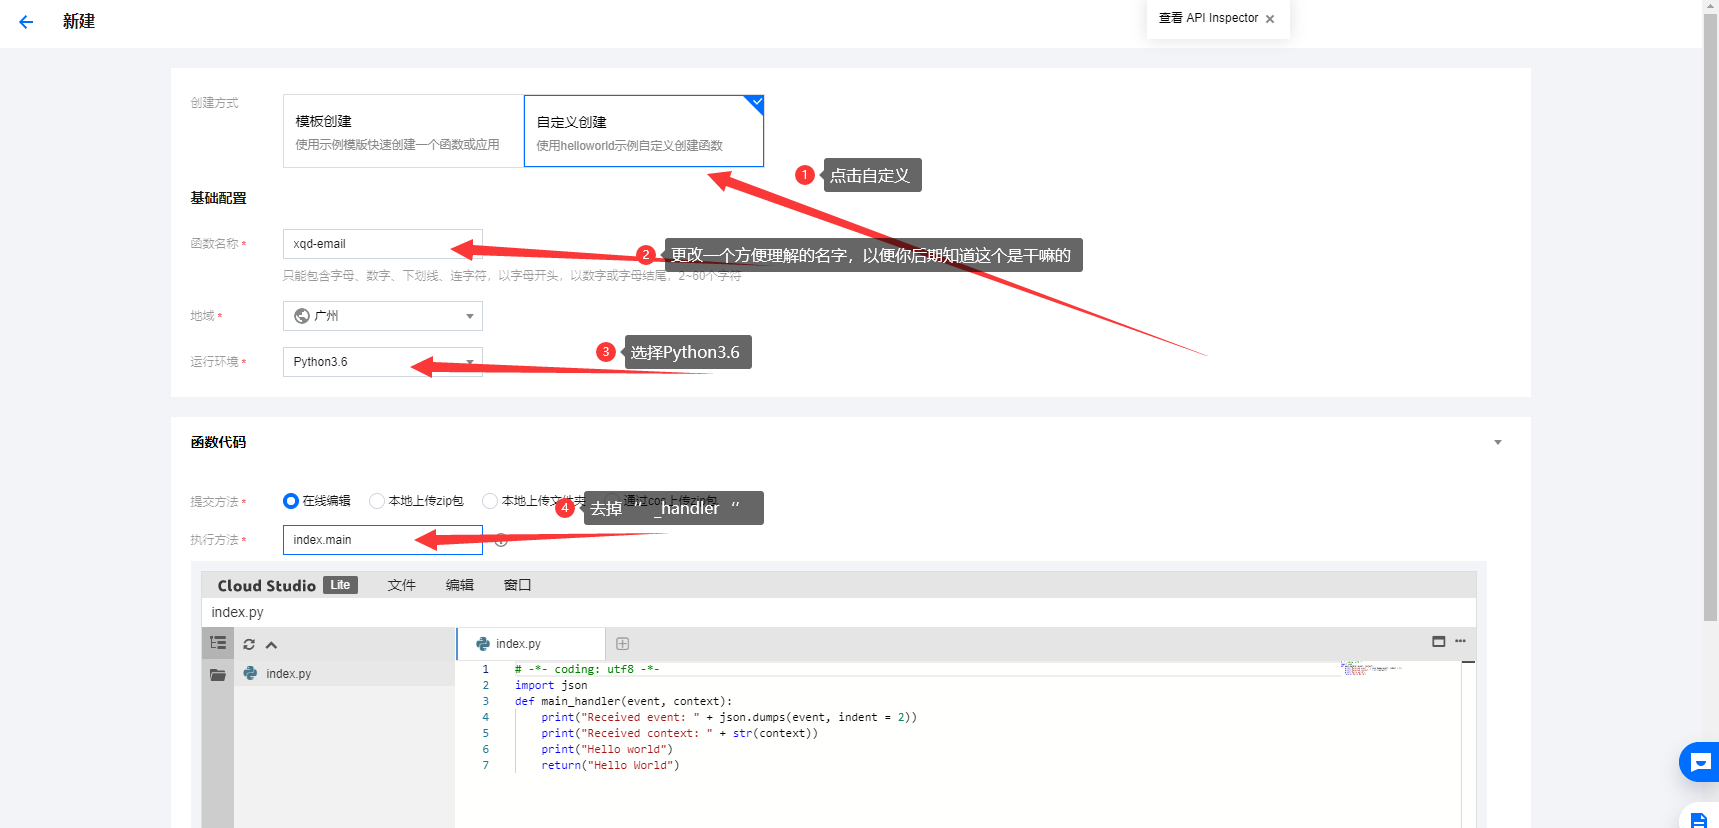 新建
查看 API Inspector
创建方式
模板创建
使用示例模版快速创建一个函数或应用
自定义创建
使用helloworld示例自定义创建函数
1 点击自定义
基础配置
函数名称 *
xqd-email
2 更改一个方便理解的名字，以便你后期知道这个是干嘛的
只能包含字母、数字、下划线、连字符，以字母开头，以数字或字母结尾，2~60个字符
地域 *
广州
运行环境 *
Python3.6
3 选择Python3.6
函数代码
提交方法 *
在线编辑
本地上传zip包
本地上传文件夹
通过cos上传zip包
4 去掉 “ _handler “
执行方法 *
index.main
Cloud Studio Lite 文件 编辑 窗口
index.py
index.py
index.py
1 # -*- coding: utf8 -*-
2 import json
3 def main_handler(event, context):
4 print("Received event: " + json.dumps(event, indent = 2))
5 print("Received context: " + str(context))
6 print("Hello world")
7 return("Hello World")